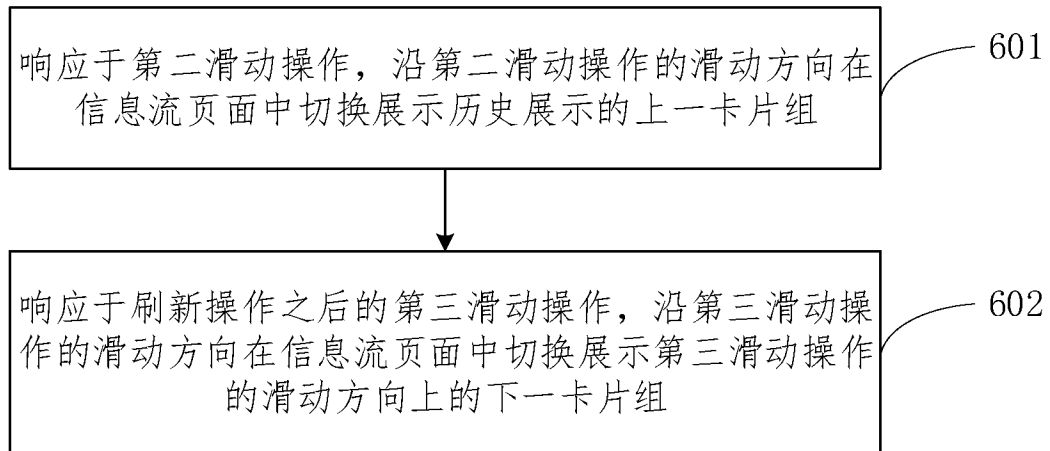 响应于第二滑动操作，沿第二滑动操作的滑动方向在
信息流页面中切换展示历史展示的上一卡片组
601
响应于刷新操作之后的第三滑动操作，沿第三滑动操
作的滑动方向在信息流页面中切换展示第三滑动操作
的滑动方向上的下一卡片组
602